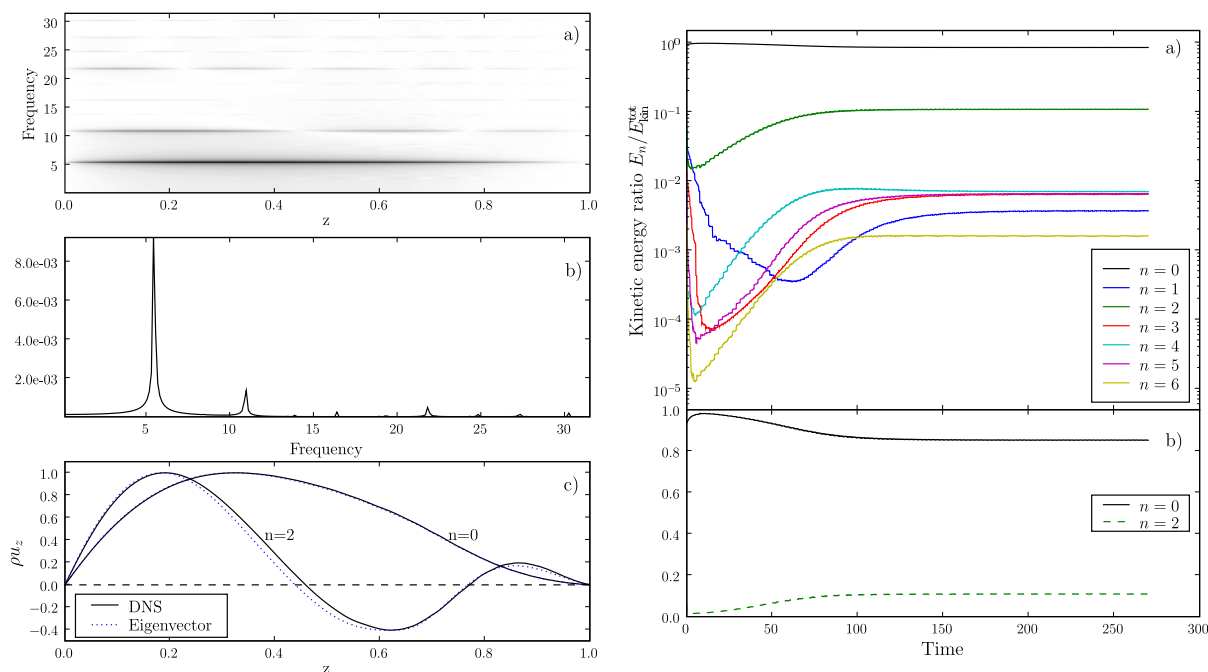 a)
Frequency
30
25
20
15
10
5
0.0 0.2 0.4 0.6 0.8 1.0
z
b)
8.0e-03
6.0e-03
4.0e-03
2.0e-03
5 10 15 20 25 30
Frequency
c)
ρu_z
1.0
0.8
0.6
0.4
0.2
0.0
−0.2
−0.4
n=2
n=0
DNS
Eigenvector
0.0 0.2 0.4 0.6 0.8 1.0
z
a)
Kinetic energy ratio E_n/E_kin^tot
10^0
10^−1
10^−2
10^−3
10^−4
10^−5
n = 0
n = 1
n = 2
n = 3
n = 4
n = 5
n = 6
b)
1.0
0.8
0.6
0.4
0.2
0.0
n = 0
n = 2
0 50 100 150 200 250 300
Time